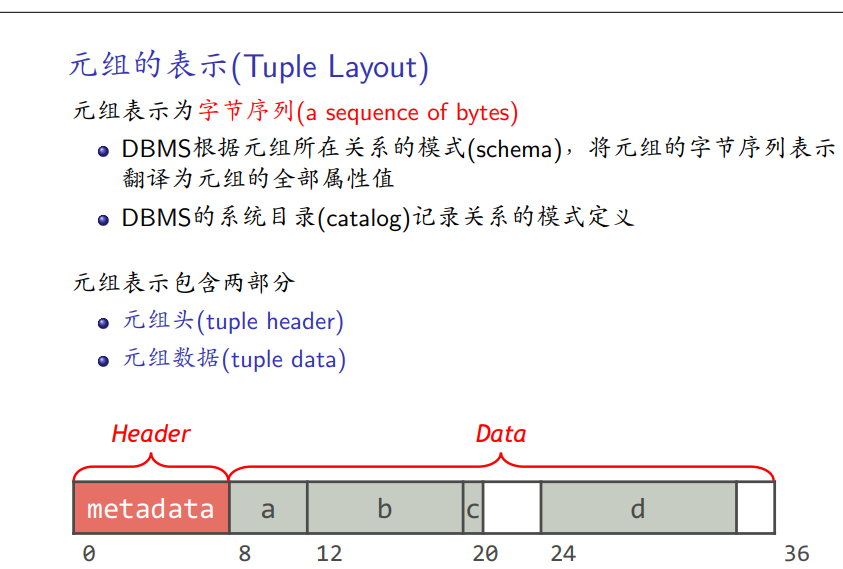 元组的表示(Tuple Layout)
元组表示为字节序列(a sequence of bytes)
DBMS根据元组所在关系的模式(schema)，将元组的字节序列表示
翻译为元组的全部属性值
DBMS的系统目录(catalog)记录关系的模式定义
元组表示包含两部分
元组头(tuple header)
元组数据(tuple data)
Header Data
metadata a b c d
0 8 12 20 24 36